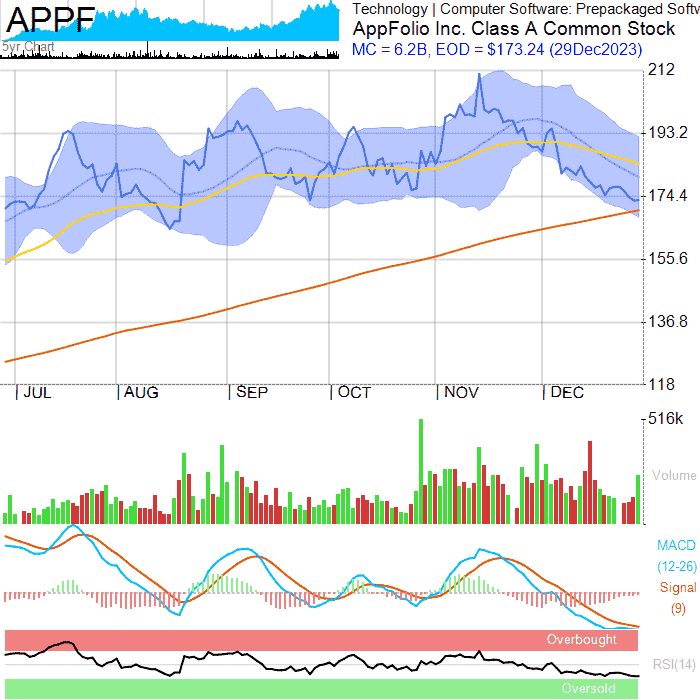 APPF
5yr Chart
Technology | Computer Software: Prepackaged Softw
AppFolio Inc. Class A Common Stock
MC = 6.2B, EOD = $173.24 (29Dec2023)
212
193.2
174.4
155.6
136.8
118
| JUL | AUG | SEP | OCT | NOV | DEC
516k
Volume
MACD
(12-26)
Signal
(9)
Overbought
RSI(14)
Oversold